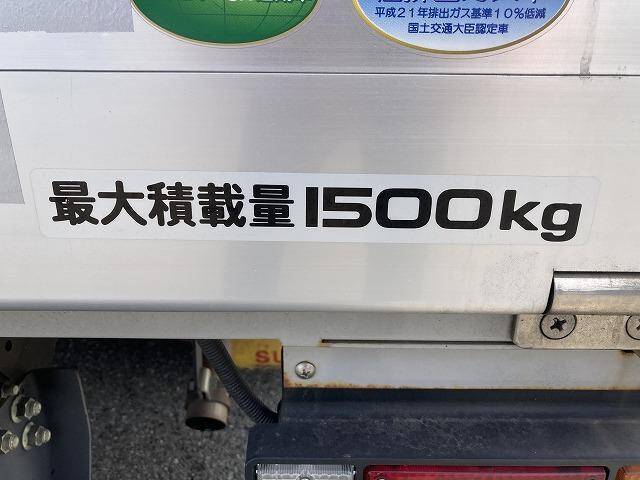 平成21年排出ガス基準10%低減
国土交通大臣認定車
最大積載量1500kg
SU